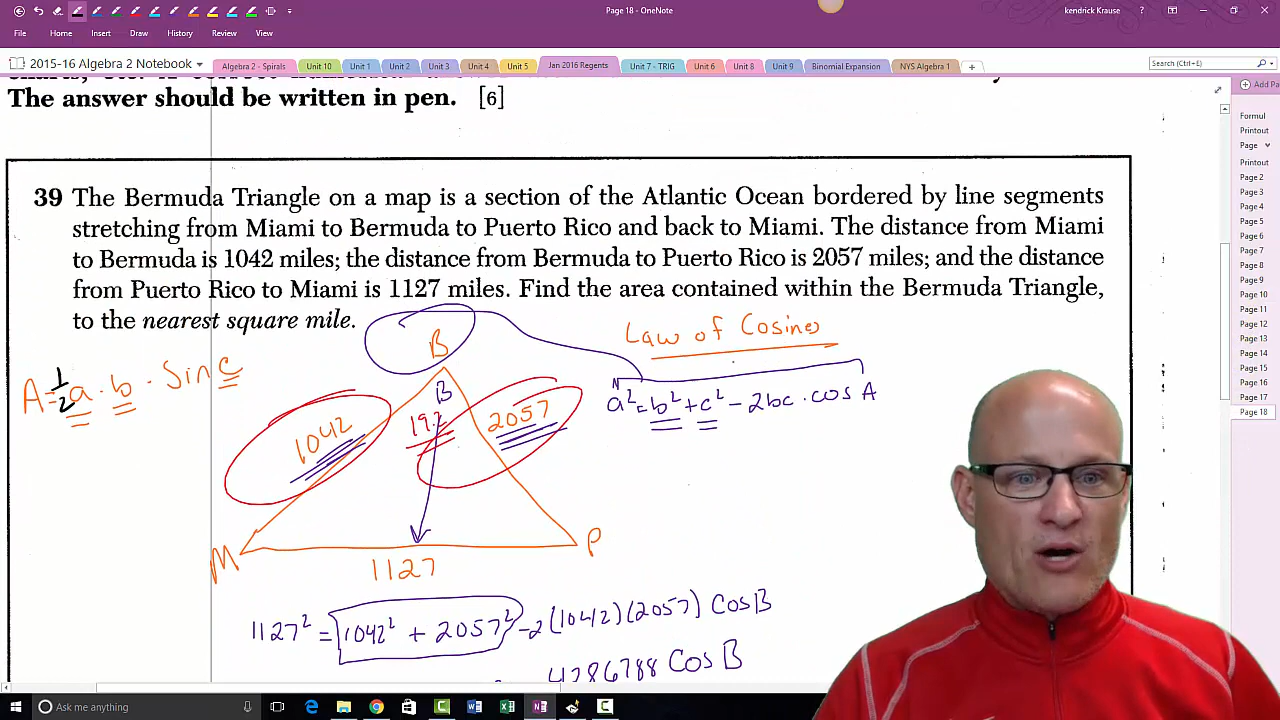 Page 18 - OneNote
kendrick Krause
File Home Insert Draw History Review View
2015-16 Algebra 2 Notebook
Algebra 2 - Spirals Unit 10 Unit 1 Unit 2 Unit 3 Unit 4 Unit 5 Jan 2016 Regents Unit 7 - TRIG Unit 6 Unit 8 Unit 9 Binomial Expansion NYS Algebra 1
Search (Ctrl+E)
The answer should be written in pen. [6]
Add Pa
Formul
Printout
Page
Printout
Page 2
Page 3
Page 4
Page 5
Page 6
Page 7
Page 8
Page 9
Page 10
Page 11
Page 12
Page 13
Page 14
Page 15
Page 16
Page 17
Page 18
39 The Bermuda Triangle on a map is a section of the Atlantic Ocean bordered by line segments
stretching from Miami to Bermuda to Puerto Rico and back to Miami. The distance from Miami
to Bermuda is 1042 miles; the distance from Bermuda to Puerto Rico is 2057 miles; and the distance
from Puerto Rico to Miami is 1127 miles. Find the area contained within the Bermuda Triangle,
to the nearest square mile.
Law of Cosines
A=1/2 a · b · Sin C
a² = b² + c² - 2bc · cos A
B
B
1042
2057
M
P
1127
1127² = 1042² + 2057² -2(1042)(2057) CosB
4286788 Cos B
Ask me anything